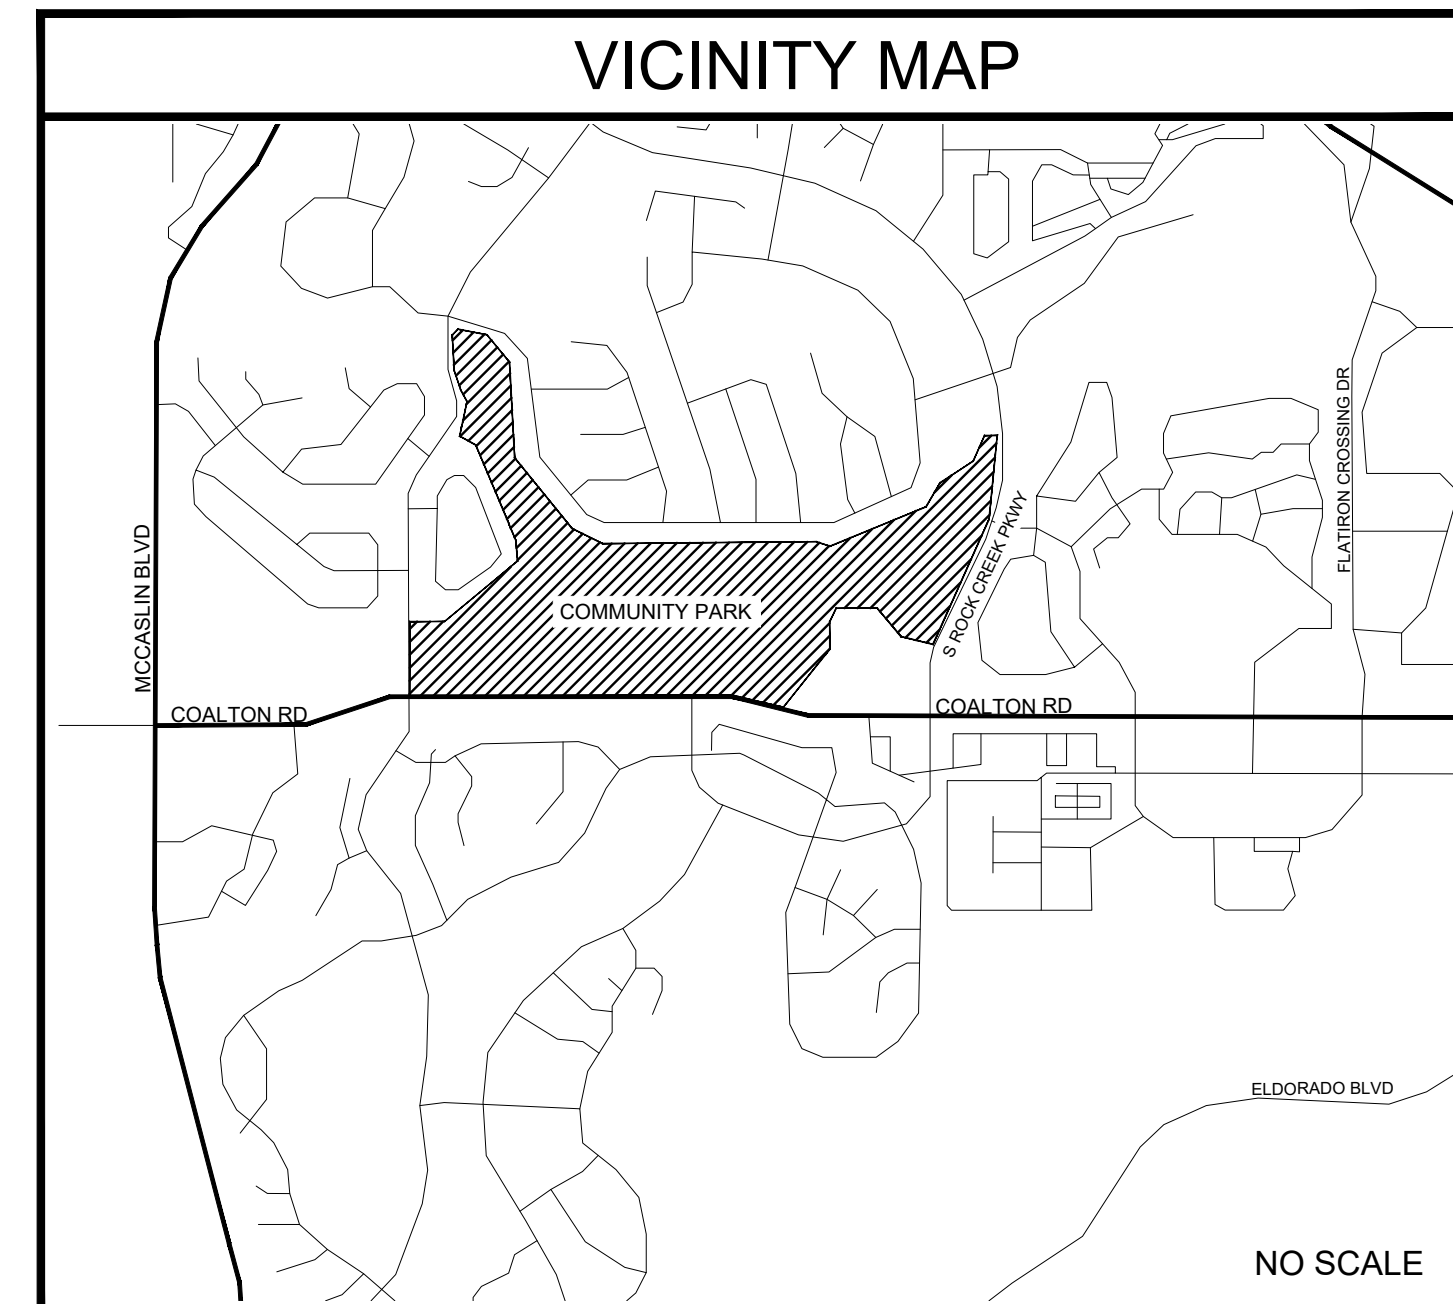 VICINITY MAP
FLATIRON CROSSING DR
S ROCK CREEK PKWY
MCCASLIN BLVD
COMMUNITY PARK
COALTON RD
COALTON RD
ELDORADO BLVD
NO SCALE